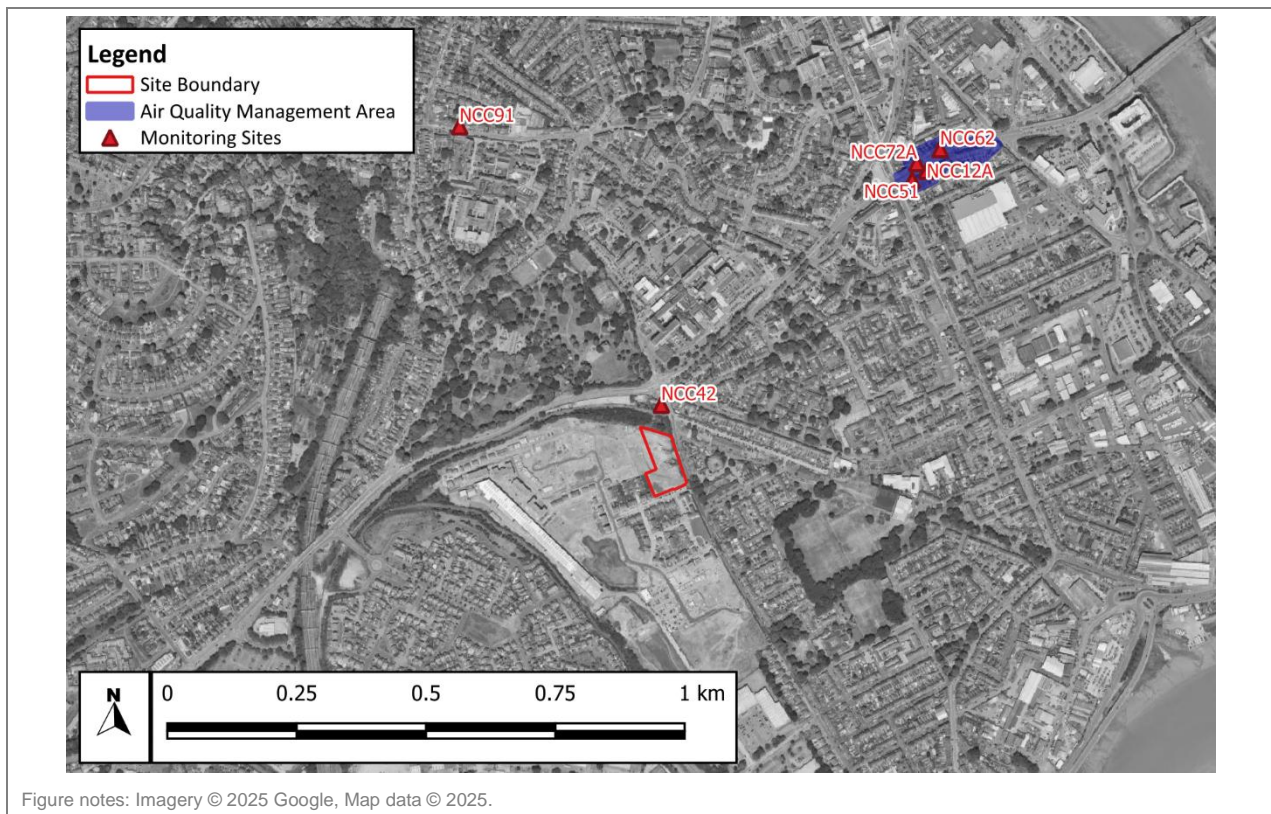 Legend
Site Boundary
Air Quality Management Area
Monitoring Sites
NCC91
NCC62
NCC72A
NCC12A
NCC51
NCC42
N
0 0.25 0.5 0.75 1 km
Figure notes: Imagery © 2025 Google, Map data © 2025.